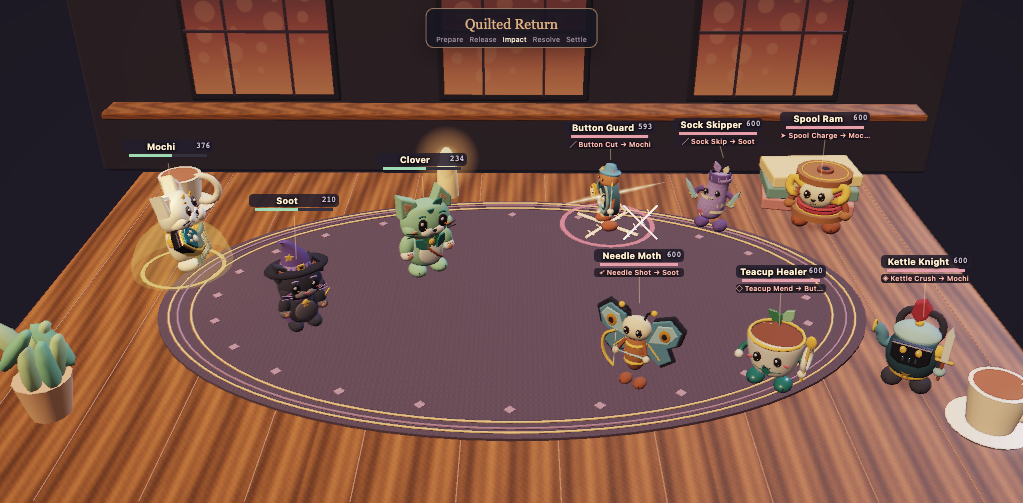 Quilted Return
Prepare Release Impact Resolve Settle
Button Guard 593
Button Cut → Mochi
Sock Skipper 600
Sock Skip → Soot
Spool Ram 600
Spool Charge → Moc...
Mochi 376
Clover 234
Soot 210
Needle Moth 600
Needle Shot → Soot
Teacup Healer 600
Teacup Mend → But...
Kettle Knight 600
Kettle Crush → Mochi